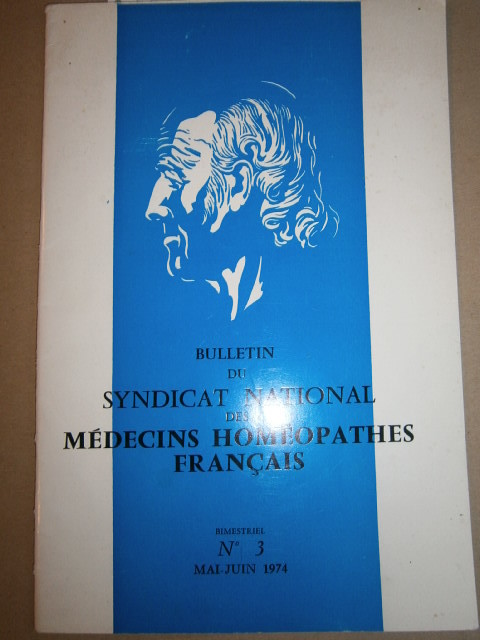 BULLETIN
DU
SYNDICAT NATIONAL
DES
MÉDECINS HOMÉOPATHES
FRANÇAIS
BIMESTRIEL
N° 3
MAI-JUIN 1974